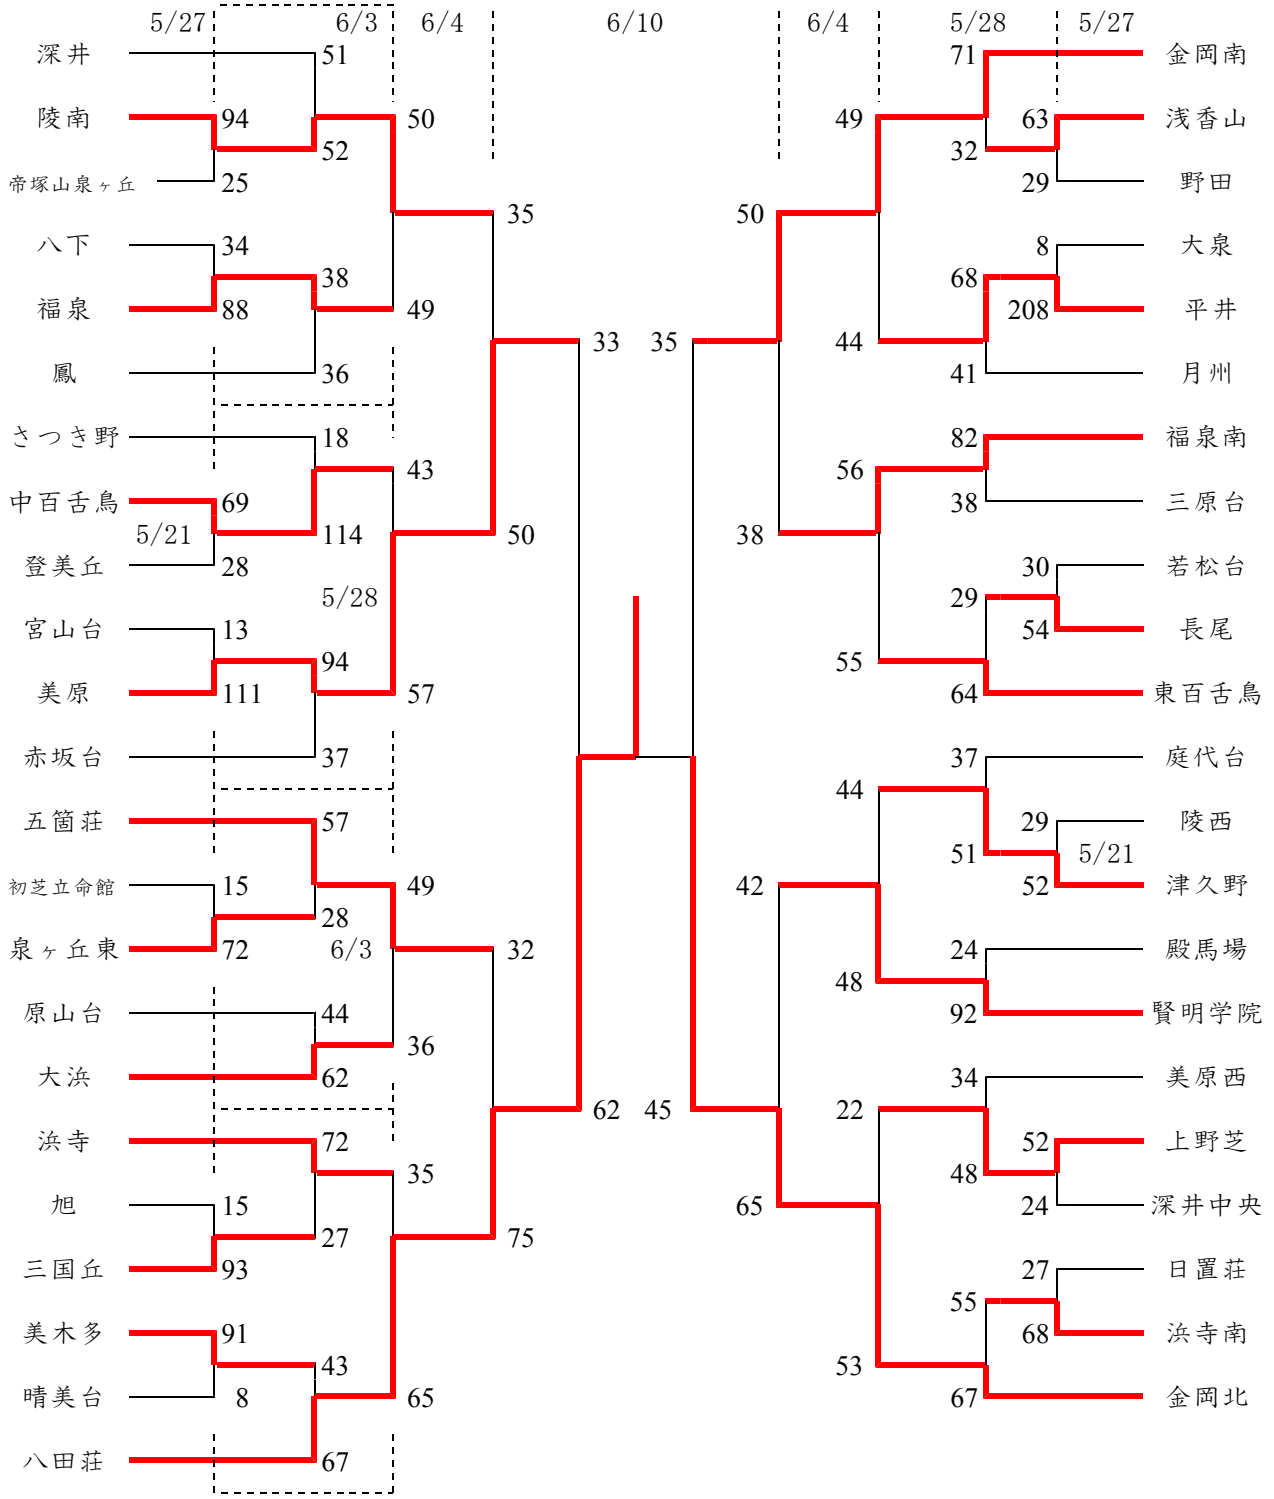 5/27 6/3 6/4 6/10 6/4 5/28 5/27
深井 51 71 金岡南
陵南 94 50 49 63 浅香山
52 32
帝塚山泉ヶ丘 25 29 野田
35 50
八下 34 8 大泉
38 68
福泉 88 49 208 平井
33 35 44
鳳 36 41 月州
さつき野 18 82 福泉南
43 56
中百舌鳥 69 38 三原台
5/21 114 50 38
登美丘 28 30 若松台
5/28 29
宮山台 13 54 長尾
94 55
美原 111 57 64 東百舌鳥
赤坂台 37 37 庭代台
44
五箇荘 57 29 陵西
51 5/21
初芝立命館 15 49 42 52 津久野
28
泉ヶ丘東 72 6/3 32 24 殿馬場
48
原山台 44 92 賢明学院
36
大浜 62 34 美原西
62 45 22
浜寺 72 52 上野芝
35 48
旭 15 65 24 深井中央
27 75
三国丘 93 27 日置荘
55
美木多 91 68 浜寺南
43 53
晴美台 8 65 67 金岡北
八田荘 67